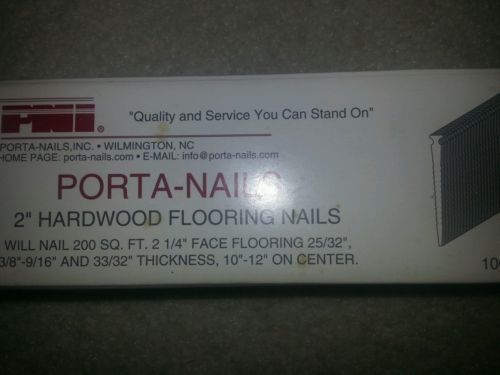 PNI ®
"Quality and Service You Can Stand On"
PORTA-NAILS, INC. • WILMINGTON, NC
HOME PAGE: porta-nails.com • E-MAIL: info@porta-nails.com
PORTA-NAILS
2" HARDWOOD FLOORING NAILS
WILL NAIL 200 SQ. FT. 2 1/4" FACE FLOORING 25/32",
3/8"-9/16" AND 33/32" THICKNESS, 10"-12" ON CENTER.